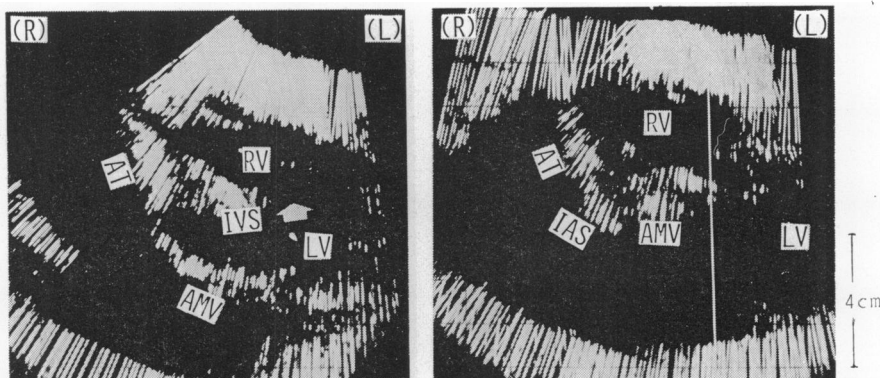 (R) (L)
RV
AT
IVS
LV
AMV
(R) (L)
RV
AT
IAS
AMV
LV
4cm